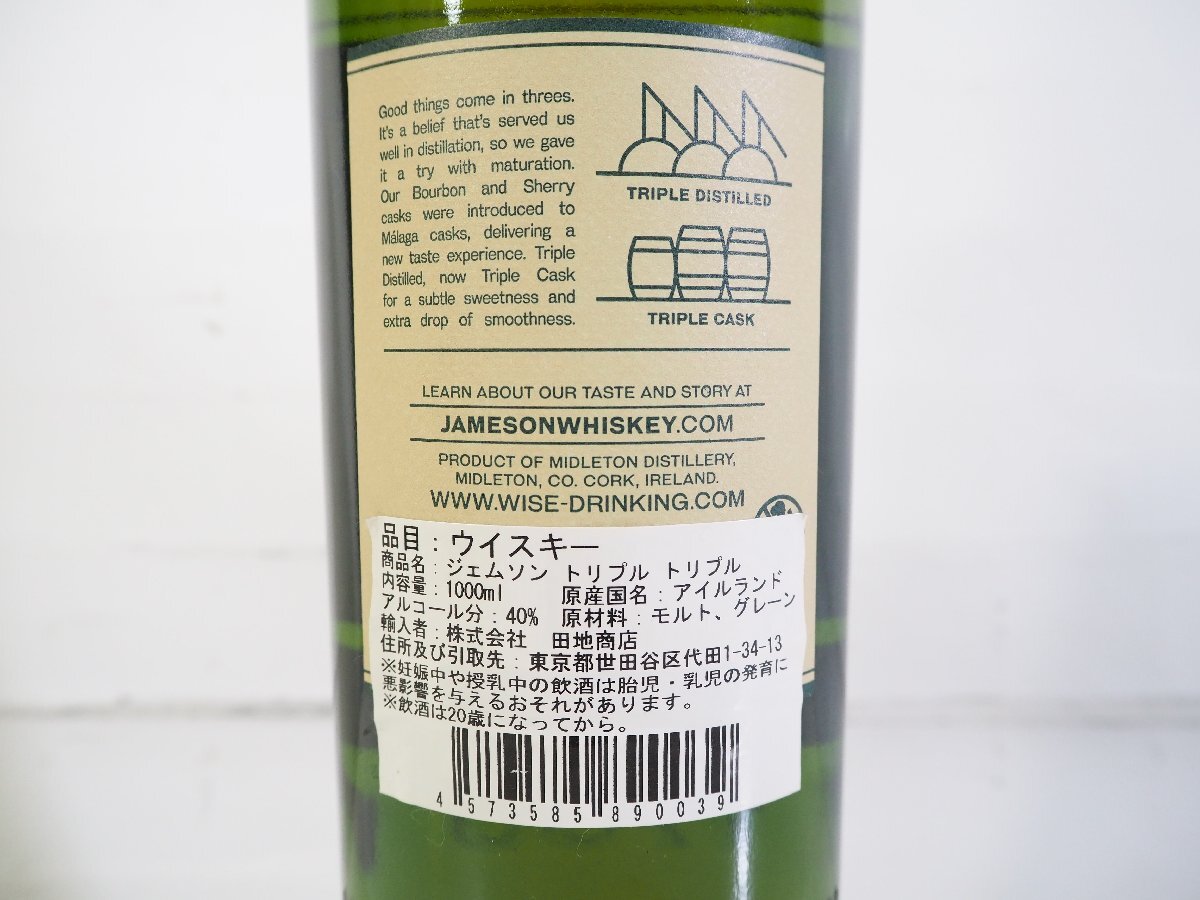 Good things come in threes.
It's a belief that's served us
well in distillation, so we gave
it a try with maturation.
Our Bourbon and Sherry
casks were introduced to
Málaga casks, delivering a
new taste experience. Triple
Distilled, now Triple Cask
for a subtle sweetness and
extra drop of smoothness.
TRIPLE DISTILLED
TRIPLE CASK
LEARN ABOUT OUR TASTE AND STORY AT
JAMESONWHISKEY.COM
PRODUCT OF MIDLETON DISTILLERY,
MIDLETON, CO. CORK, IRELAND.
WWW.WISE-DRINKING.COM
品目：ウイスキー
商品名：ジェムソン トリプル トリプル
内容量：1000ml 原産国名：アイルランド
アルコール分：40% 原材料：モルト、グレーン
輸入者：株式会社 田地商店
住所及び引取先：東京都世田谷区代田1-34-13
※妊娠中や授乳中の飲酒は胎児・乳児の発育に
悪影響を与えるおそれがあります。
※飲酒は20歳になってから。
4573585890039